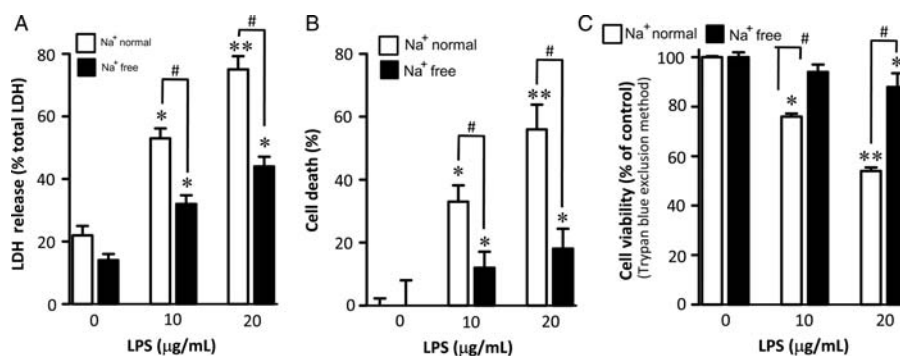 A
Na+ normal
Na+ free
LDH release (% total LDH)
80
60
40
20
0
*
*
#
**
*
#
0
10
20
LPS (µg/mL)
B
Na+ normal
Na+ free
Cell death (%)
80
60
40
20
0
*
*
#
**
*
#
0
10
20
LPS (µg/mL)
C
Na+ normal
Na+ free
Cell viability (% of control)
(Trypan blue exclusion method)
100
80
60
40
20
0
*
#
**
*
#
0
10
20
LPS (µg/mL)